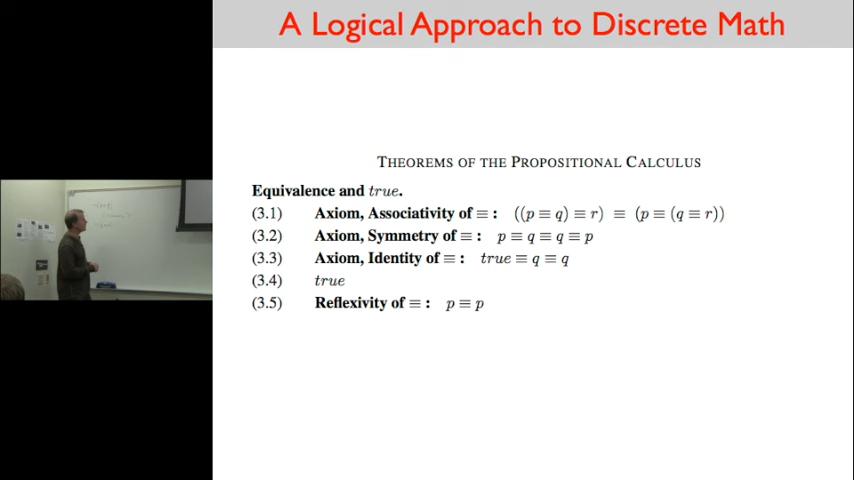 A Logical Approach to Discrete Math
THEOREMS OF THE PROPOSITIONAL CALCULUS
Equivalence and true.
(3.1) Axiom, Associativity of ≡ : ((p ≡ q) ≡ r) ≡ (p ≡ (q ≡ r))
(3.2) Axiom, Symmetry of ≡ : p ≡ q ≡ q ≡ p
(3.3) Axiom, Identity of ≡ : true ≡ q ≡ q
(3.4) true
(3.5) Reflexivity of ≡ : p ≡ p